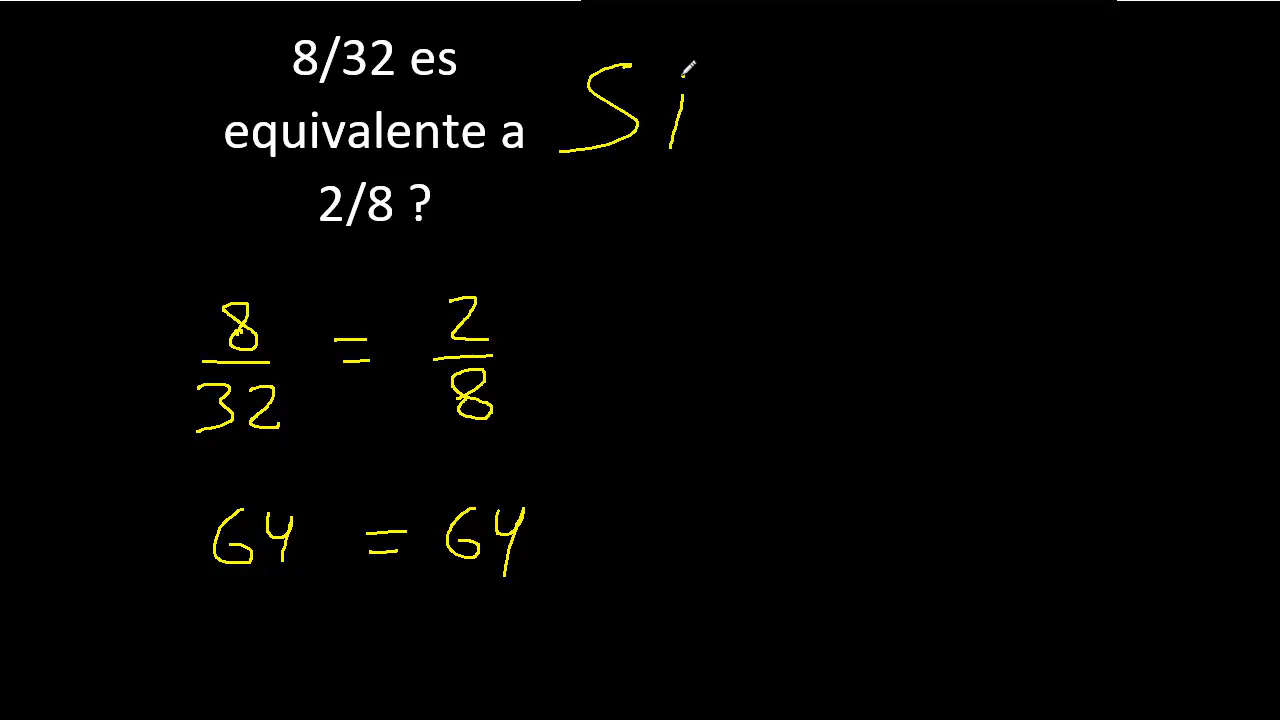 8/32 es
equivalente a
2/8 ?
Si
8/32 = 2/8
64 = 64